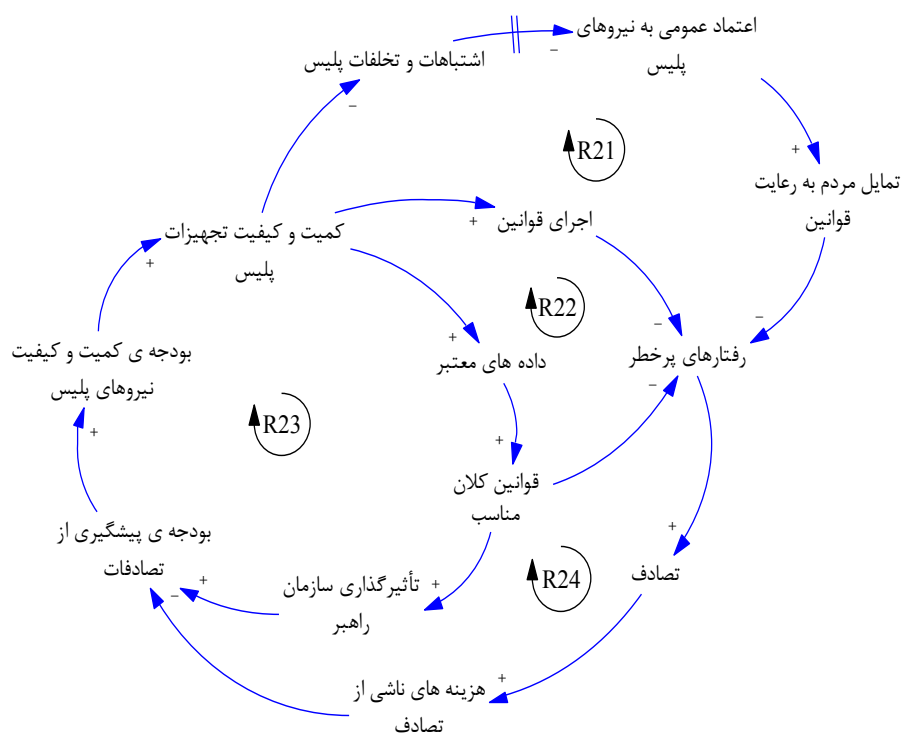 اعتماد عمومی به نیروهای
پلیس
اشتباهات و تخلفات پلیس
–
–
R21
+
تمایل مردم به رعایت
قوانین
اجرای قوانین
+
کمیت و کیفیت تجهیزات
پلیس
+
R22
–
–
+
داده های معتبر
رفتارهای پرخطر
–
بودجه ی کمیت و کیفیت
نیروهای پلیس
+
R23
+
قوانین کلان
مناسب
+
تصادف
R24
بودجه ی پیشگیری از
تصادفات
+
–
+
تأثیرگذاری سازمان
راهبر
+
هزینه های ناشی از
تصادف